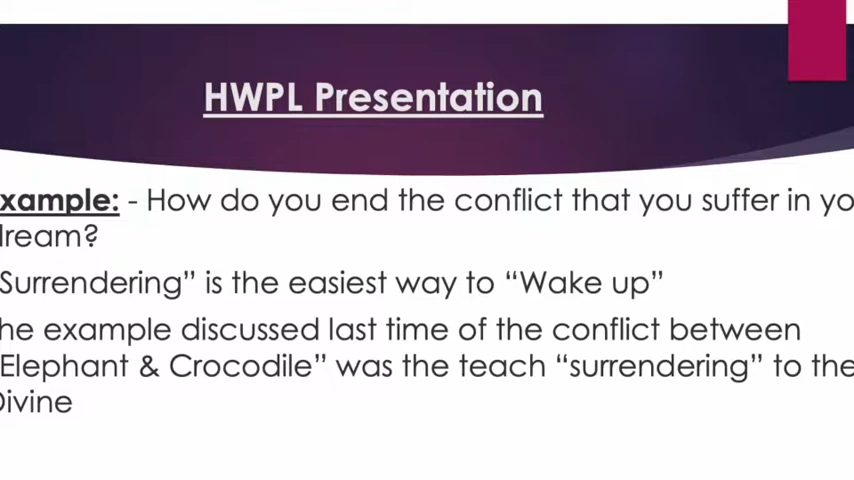 HWPL Presentation
xample: - How do you end the conflict that you suffer in yo
ream?
Surrendering” is the easiest way to “Wake up”
he example discussed last time of the conflict between
Elephant & Crocodile” was the teach “surrendering” to the
Divine